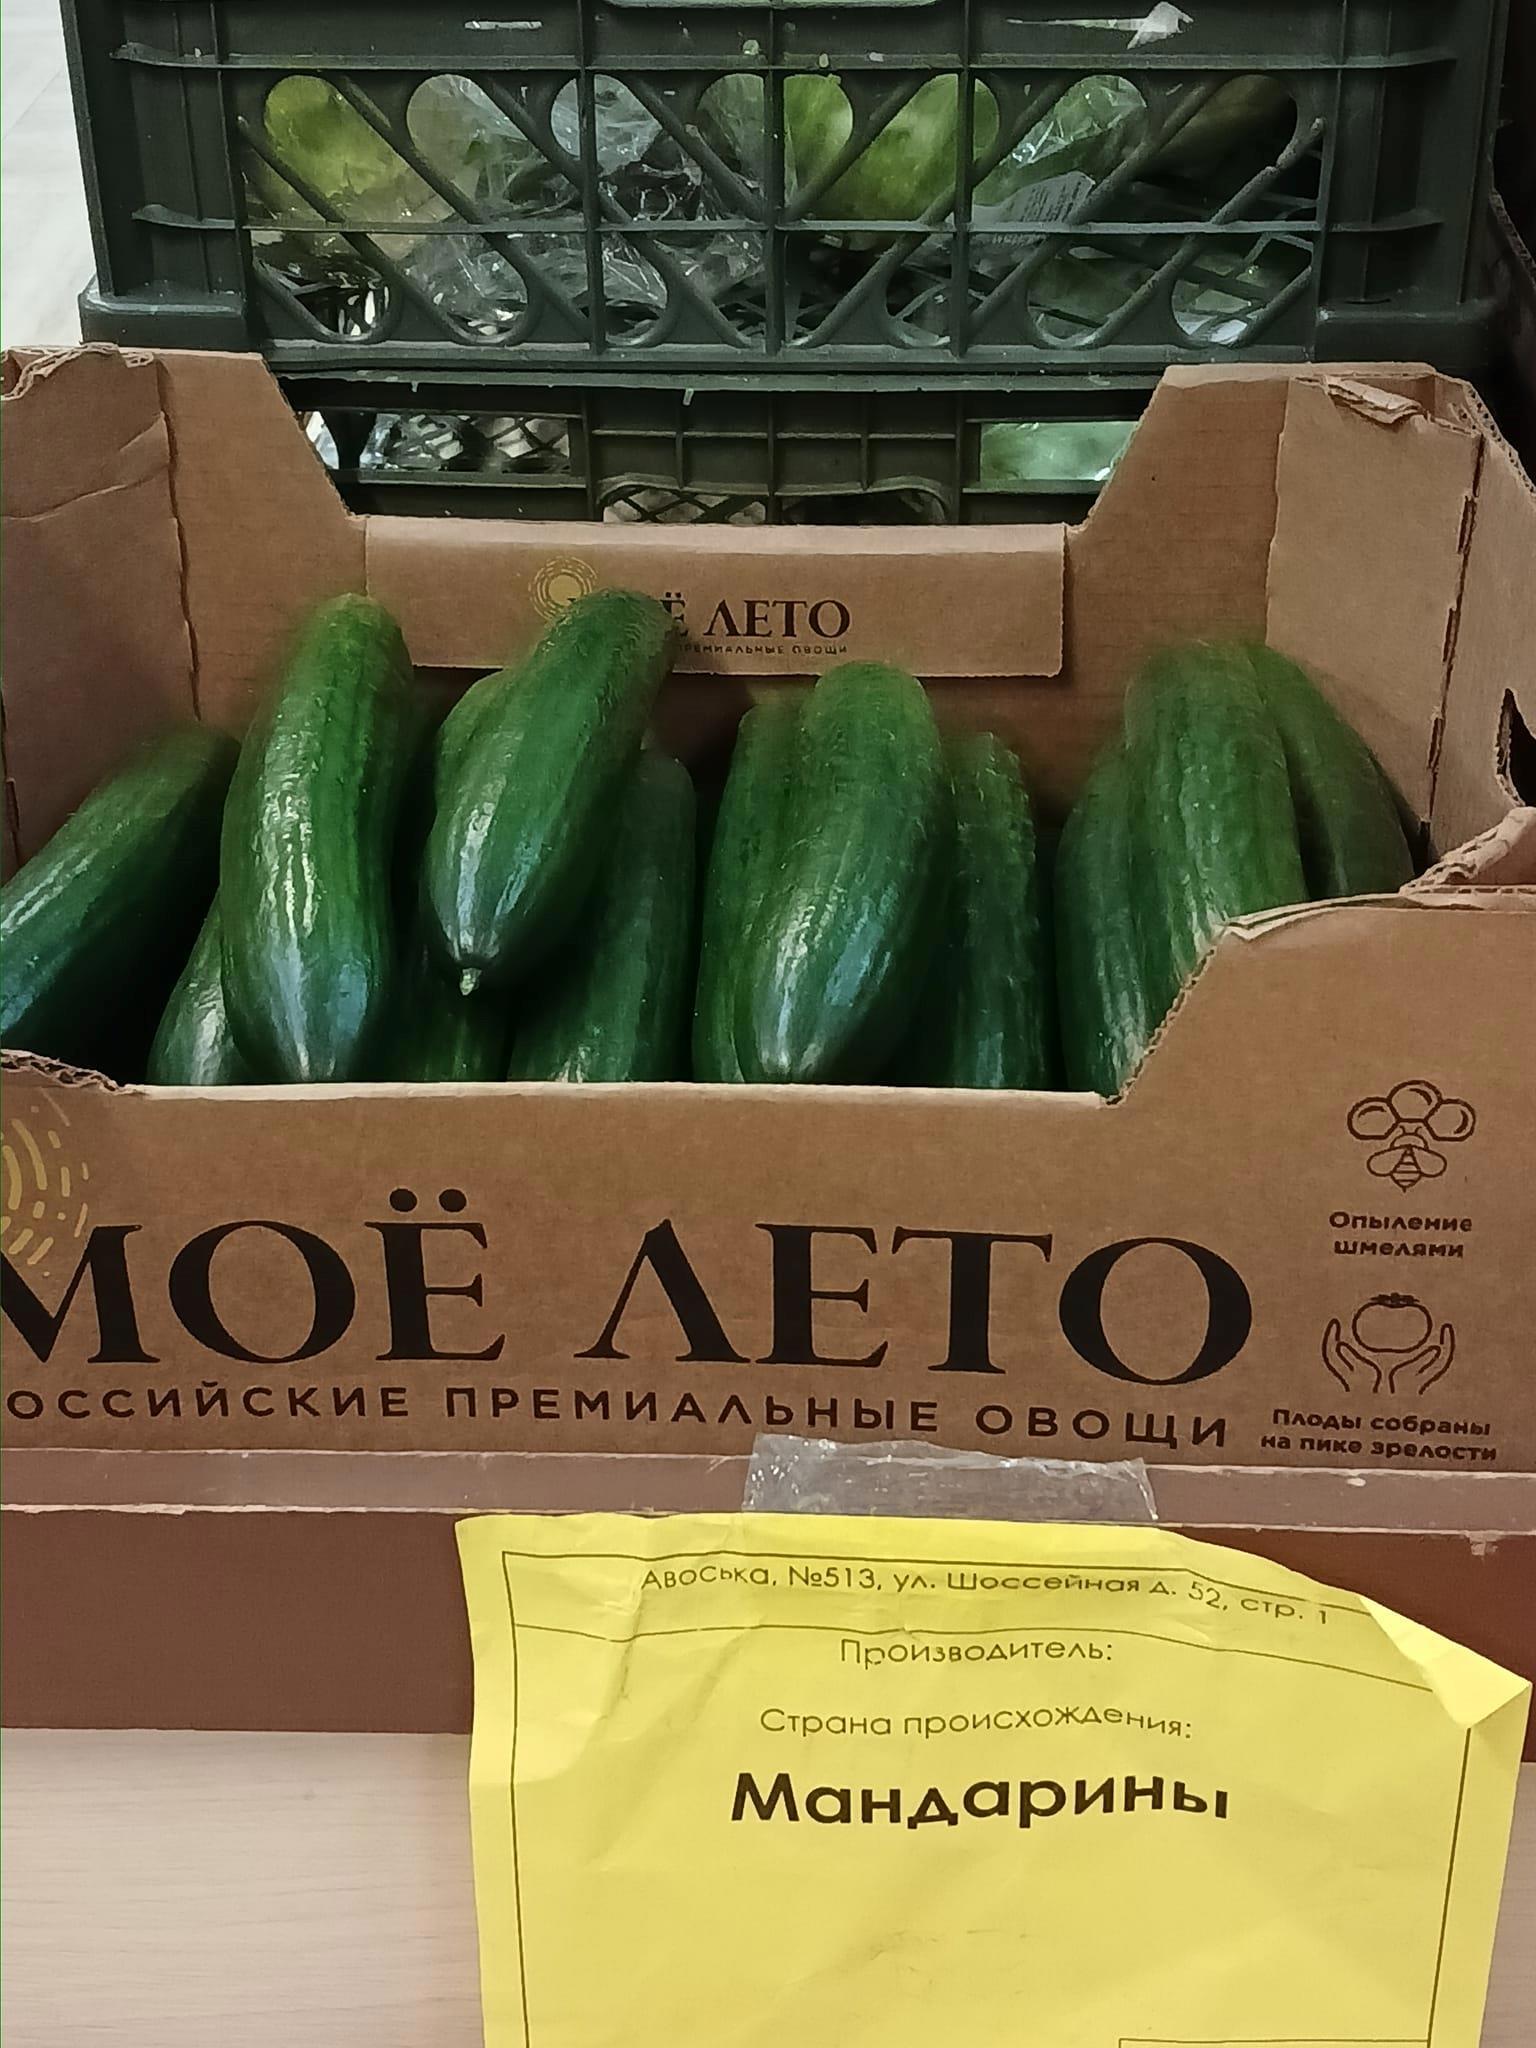 Ё ЛЕТО
ПРЕМИАЛЬНЫЕ ОВОЩИ
МОЁ ЛЕТО
ОССИЙСКИЕ ПРЕМИАЛЬНЫЕ ОВОЩИ
Опыление
шмелями
Плоды собраны
на пике зрелости
Авоська, №513, ул. Шоссейная д. 52, стр. 1
Производитель:
Страна происхождения:
Мандарины